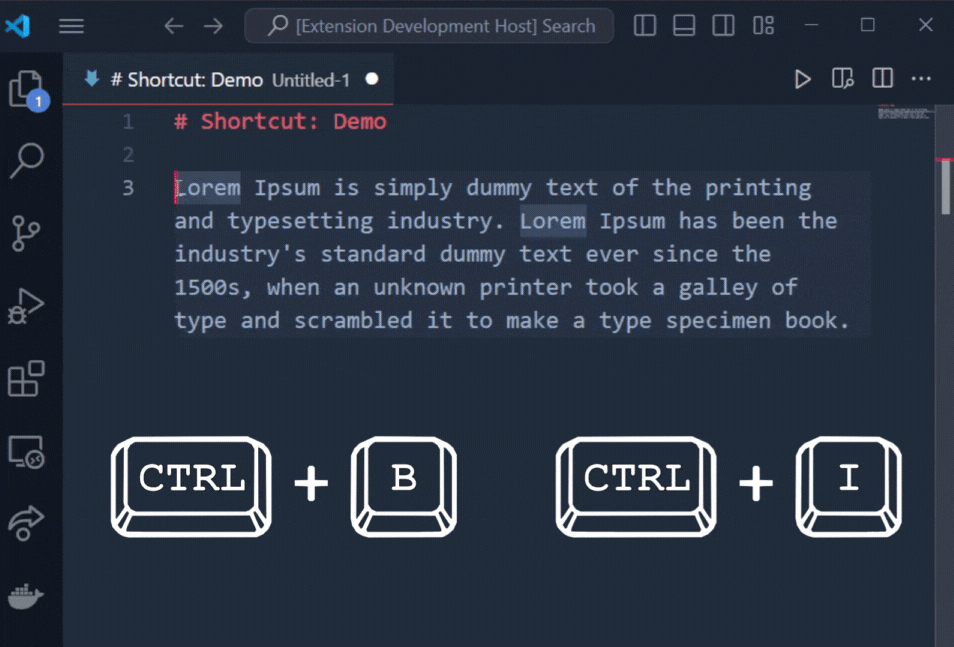 [Extension Development Host] Search
# Shortcut: Demo Untitled-1
1
1 # Shortcut: Demo
2
3 Lorem Ipsum is simply dummy text of the printing
and typesetting industry. Lorem Ipsum has been the
industry's standard dummy text ever since the
1500s, when an unknown printer took a galley of
type and scrambled it to make a type specimen book.
CTRL + B CTRL + I